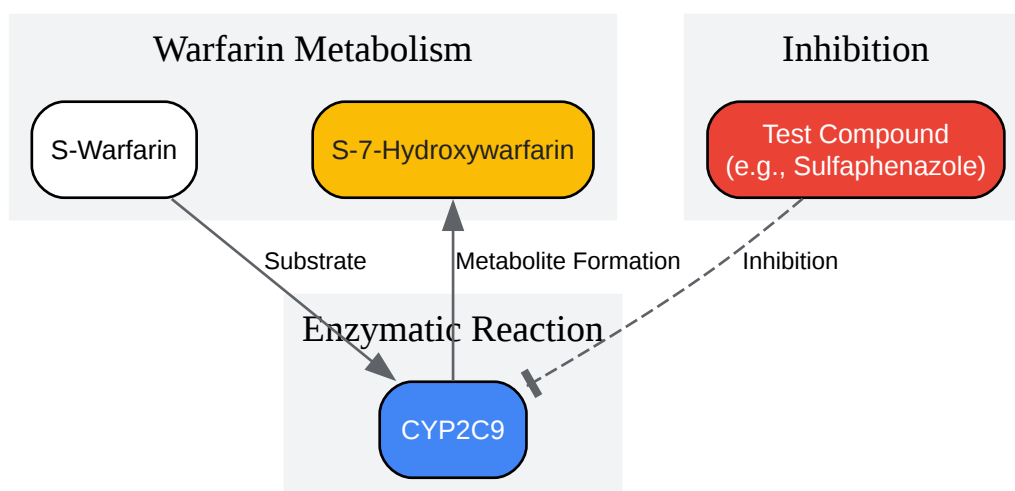 Warfarin Metabolism
Inhibition
S-Warfarin
S-7-Hydroxywarfarin
Test Compound
(e.g., Sulfaphenazole)
Substrate
Metabolite Formation
Inhibition
Enzymatic Reaction
CYP2C9